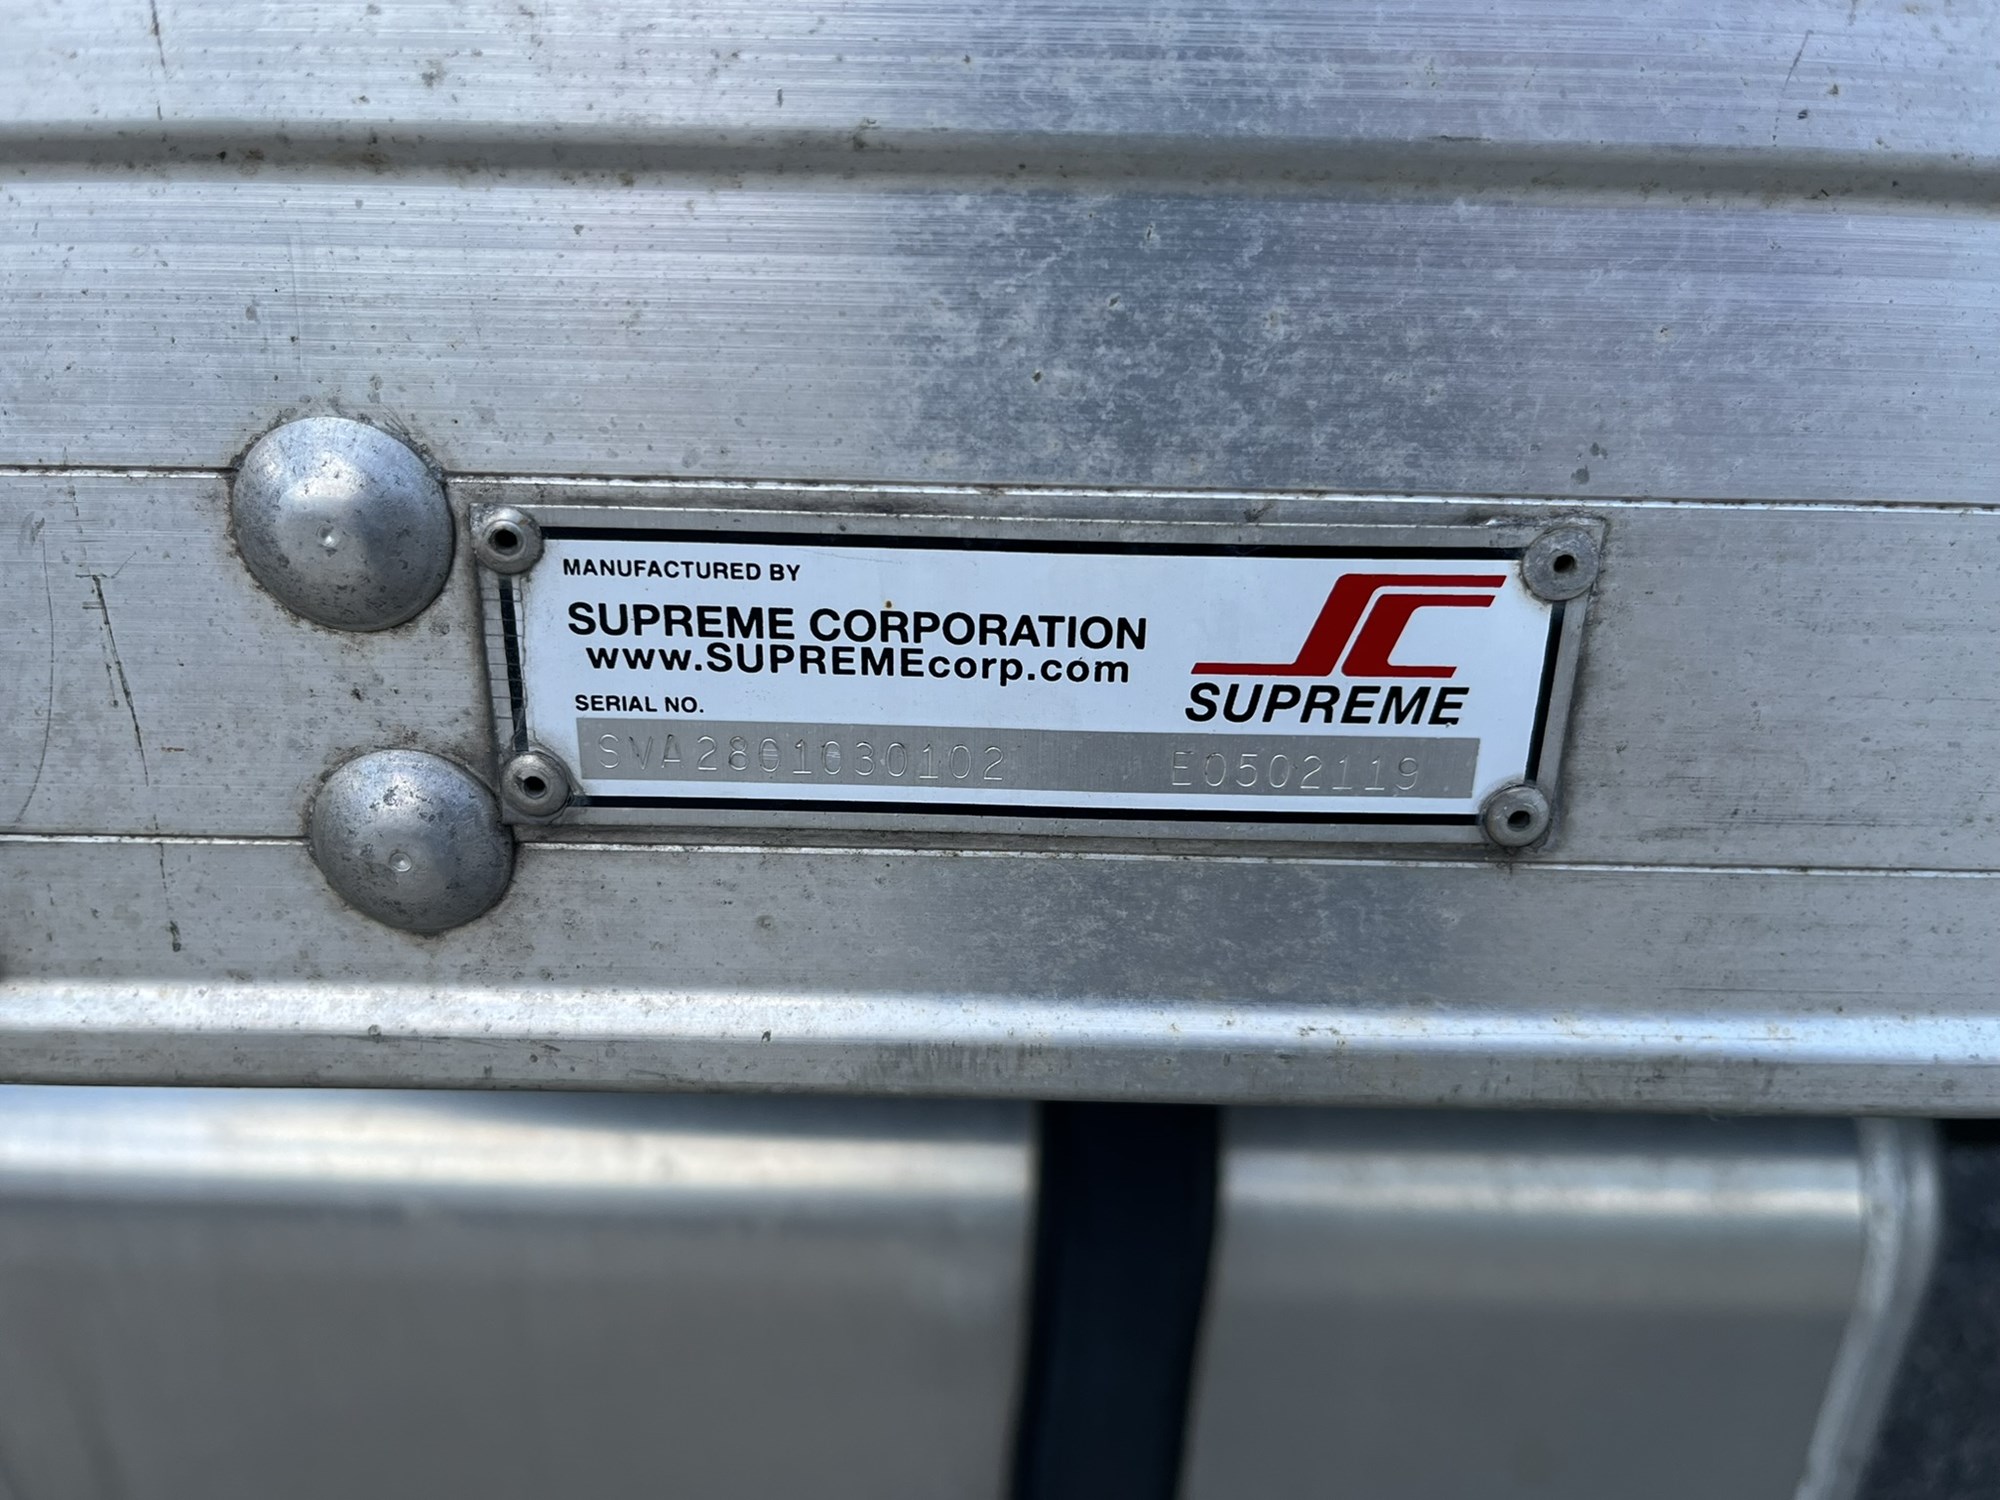 MANUFACTURED BY
SUPREME CORPORATION
www.SUPREMEcorp.com
SC
SUPREME
SERIAL NO.
SVA2801030102 E0502119